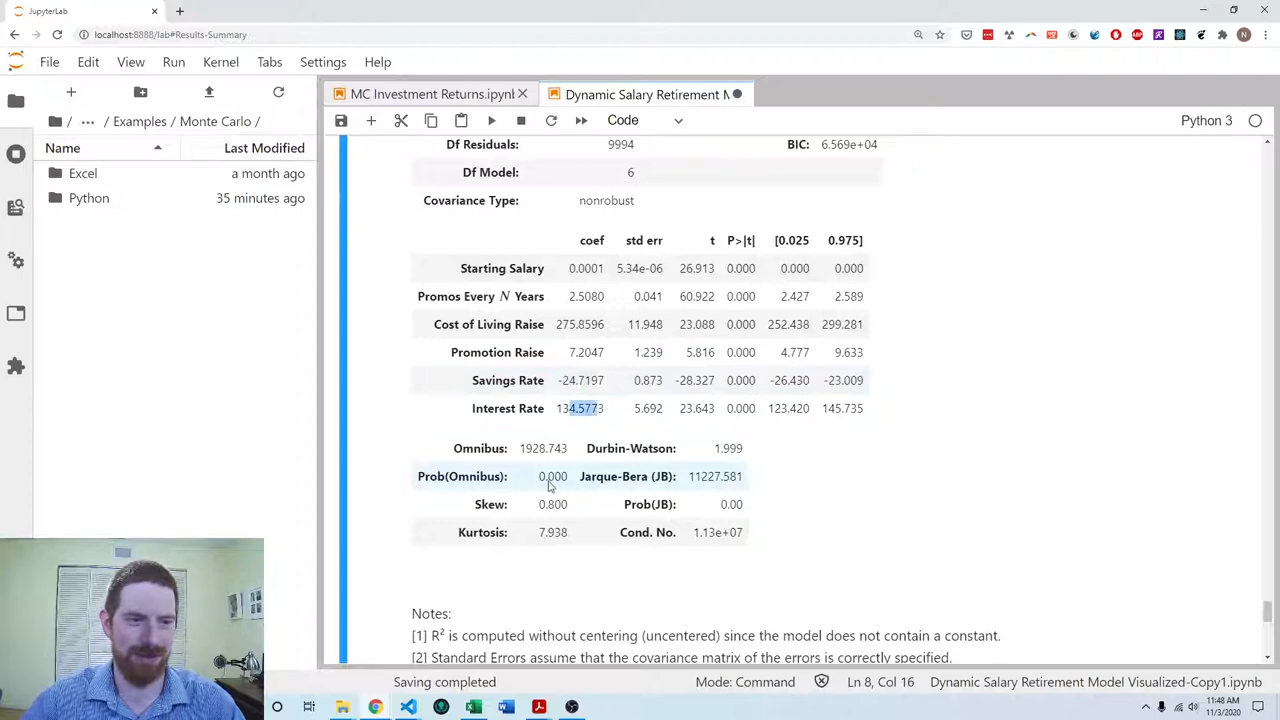 JupyterLab
localhost:8888/lab#Results-Summary
File Edit View Run Kernel Tabs Settings Help
MC Investment Returns.ipynb
Dynamic Salary Retirement M
/ ··· / Examples / Monte Carlo /
Code
Python 3
Name Last Modified
Excel a month ago
Python 35 minutes ago
Df Residuals: 9994 BIC: 6.569e+04
Df Model: 6
Covariance Type: nonrobust
coef std err t P>|t| [0.025 0.975]
Starting Salary 0.0001 5.34e-06 26.913 0.000 0.000 0.000
Promos Every N Years 2.5080 0.041 60.922 0.000 2.427 2.589
Cost of Living Raise 275.8596 11.948 23.088 0.000 252.438 299.281
Promotion Raise 7.2047 1.239 5.816 0.000 4.777 9.633
Savings Rate -24.7197 0.873 -28.327 0.000 -26.430 -23.009
Interest Rate 134.5773 5.692 23.643 0.000 123.420 145.735
Omnibus: 1928.743 Durbin-Watson: 1.999
Prob(Omnibus): 0.000 Jarque-Bera (JB): 11227.581
Skew: 0.800 Prob(JB): 0.00
Kurtosis: 7.938 Cond. No. 1.13e+07
Notes:
[1] R² is computed without centering (uncentered) since the model does not contain a constant.
[2] Standard Errors assume that the covariance matrix of the errors is correctly specified.
Saving completed
Mode: Command
Ln 8, Col 16
Dynamic Salary Retirement Model Visualized-Copy1.ipynb
11:48 AM
11/3/2020